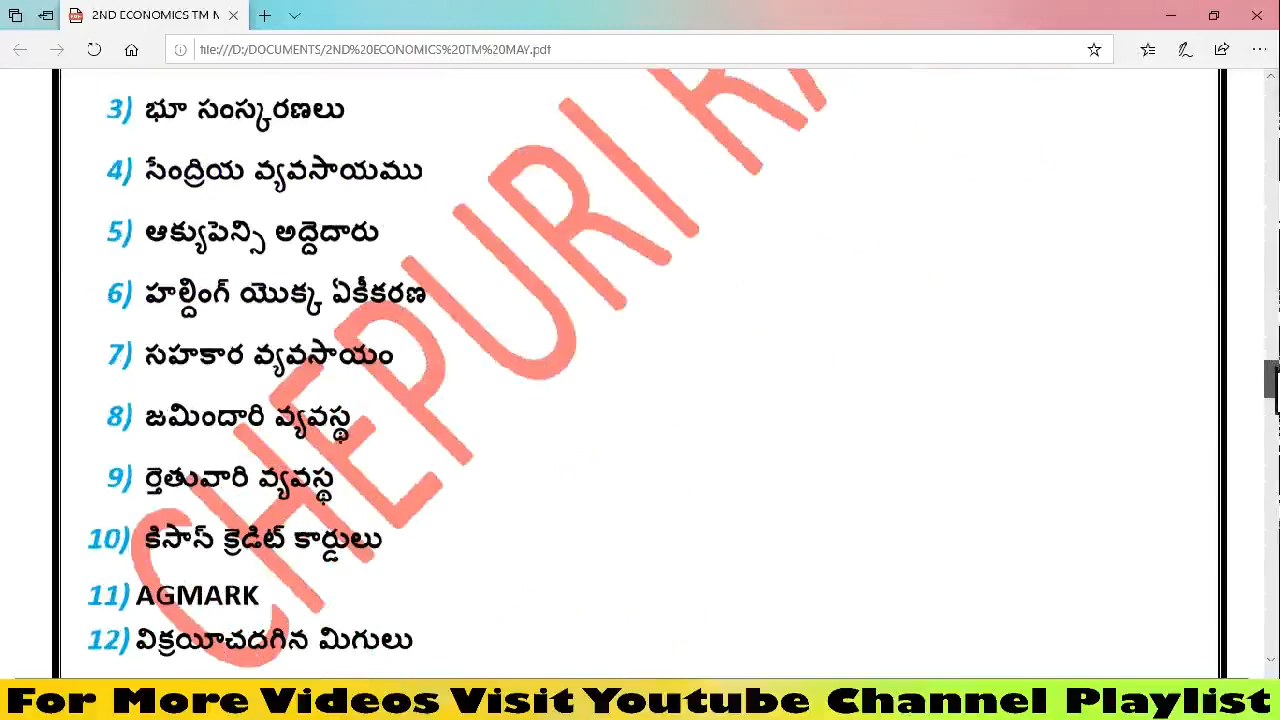 2ND ECONOMICS TM M
file:///D:/DOCUMENTS/2ND%20ECONOMICS%20TM%20MAY.pdf
3) భూ సంస్కరణలు
4) సేంద్రియ వ్యవసాయము
5) ఆక్యుపెన్సి అద్దెదారు
6) హల్దింగ్ యొక్క ఏకీకరణ
7) సహకార వ్యవసాయం
8) జమిందారి వ్యవస్థ
9) ర్తెతువారి వ్యవస్థ
10) కిసాస్ క్రెడిట్ కార్డులు
11) AGMARK
12) విక్రయీచదగిన మిగులు
CHEPURI RA
For More Videos Visit Youtube Channel Playlist